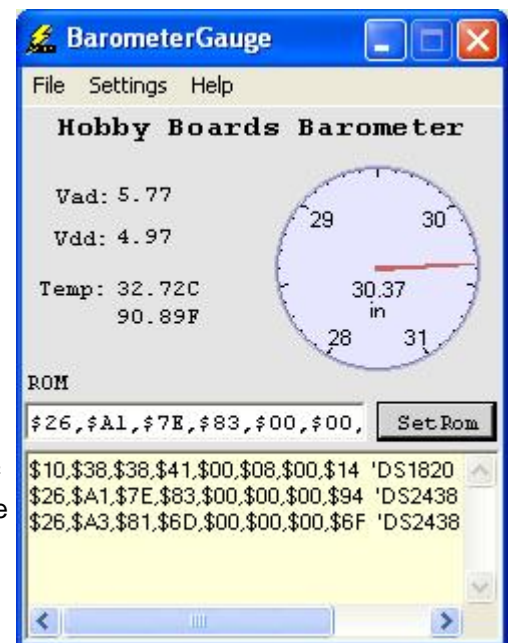 BarometerGauge
File Settings Help
Hobby Boards Barometer
Vad: 5.77
Vdd: 4.97
Temp: 32.72C
90.89F
29
30
30.37
in
28
31
ROM
$26,$A1,$7E,$83,$00,$00,
SetRom
$10,$38,$38,$41,$00,$08,$00,$14 'DS1820
$26,$A1,$7E,$83,$00,$00,$00,$94 'DS2438
$26,$A3,$81,$6D,$00,$00,$00,$6F 'DS2438